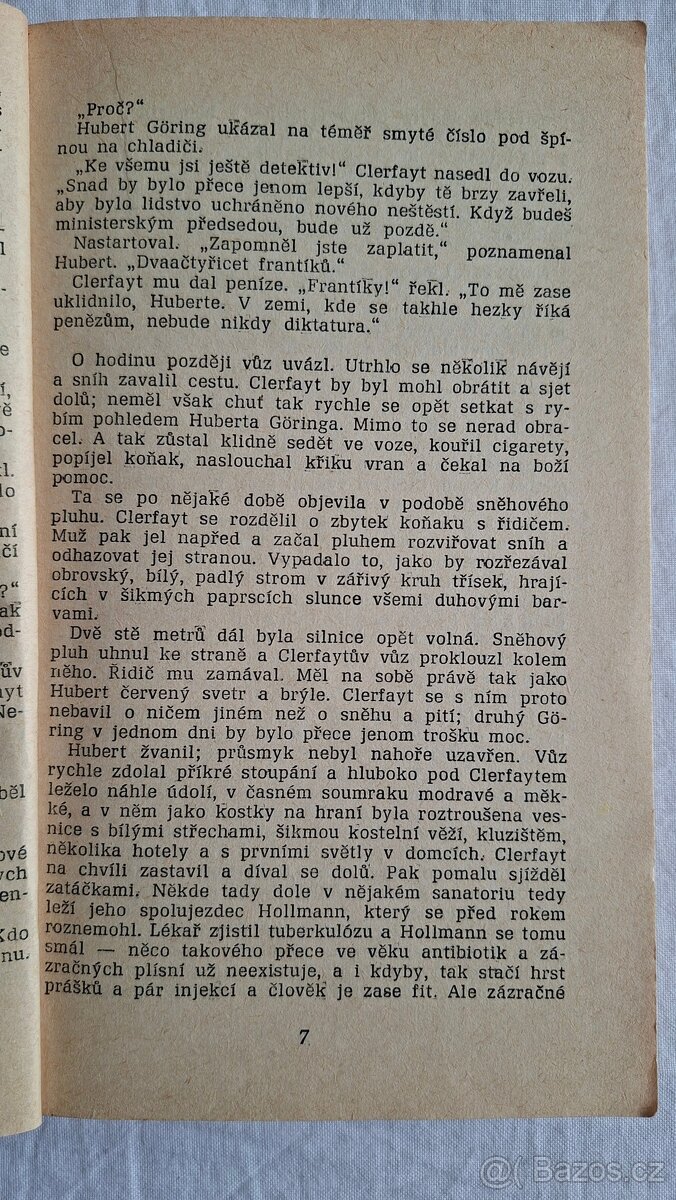 „Proč?“
Hubert Göring ukázal na téměř smyté číslo pod špí-
nou na chladiči.
„Ke všemu jsi ještě detektiv!“ Clerfayt nasedl do vozu.
„Snad by bylo přece jenom lepší, kdyby tě brzy zavřeli,
aby bylo lidstvo uchráněno nového neštěstí. Když budeš
ministerským předsedou, bude už pozdě.“
Nastartoval. „Zapomněl jste zaplatit,“ poznamenal
Hubert. „Dvaačtyřicet frantíků.“
Clerfayt mu dal peníze. „Frantíky!“ řekl. „To mě zase
uklidnilo, Huberte. V zemi, kde se takhle hezky říká
penězům, nebude nikdy diktatura.“
O hodinu později vůz uvázl. Utrhlo se několik návějí
a sníh zavalil cestu. Clerfayt by byl mohl obrátit a sjet
dolů; neměl však chuť tak rychle se opět setkat s ry-
bím pohledem Huberta Göringa. Mimo to se nerad obra-
cel. A tak zůstal klidně sedět ve voze, kouřil cigarety,
popíjel koňak, naslouchal křiku vran a čekal na boží
pomoc.
Ta se po nějaké době objevila v podobě sněhového
pluhu. Clerfayt se rozdělil o zbytek koňaku s řidičem.
Muž pak jel napřed a začal pluhem rozviřovat sníh a
odhazovat jej stranou. Vypadalo to, jako by rozřezával
obrovský, bílý, padlý strom v zářivý kruh třísek, hrají-
cích v šikmých paprscích slunce všemi duhovými bar-
vami.
Dvě stě metrů dál byla silnice opět volná. Sněhový
pluh uhnul ke straně a Clerfaytův vůz proklouzl kolem
něho. Řidič mu zamával. Měl na sobě právě tak jako
Hubert červený svetr a brýle. Clerfayt se s ním proto
nebavil o ničem jiném než o sněhu a pití; druhý Gö-
ring v jednom dni by bylo přece jenom trošku moc.
Hubert žvanil; průsmyk nebyl nahoře uzavřen. Vůz
rychle zdolal příkré stoupání a hluboko pod Clerfaytem
leželo náhle údolí, v časném soumraku modravé a měk-
ké, a v něm jako kostky na hraní byla roztroušena ves-
nice s bílými střechami, šikmou kostelní věží, kluzištěm,
několika hotely a s prvními světly v domcích. Clerfayt
na chvíli zastavil a díval se dolů. Pak pomalu sjížděl
zatáčkami. Někde tady dole v nějakém sanatoriu tedy
leží jeho spolujezdec Hollmann, který se před rokem
roznemohl. Lékař zjistil tuberkulózu a Hollmann se tomu
smál — něco takového přece ve věku antibiotik a zá-
zračných plísní už neexistuje, a i kdyby, tak stačí hrst
prášků a pár injekcí a člověk je zase fit. Ale zázračné
7
Bazoš.cz